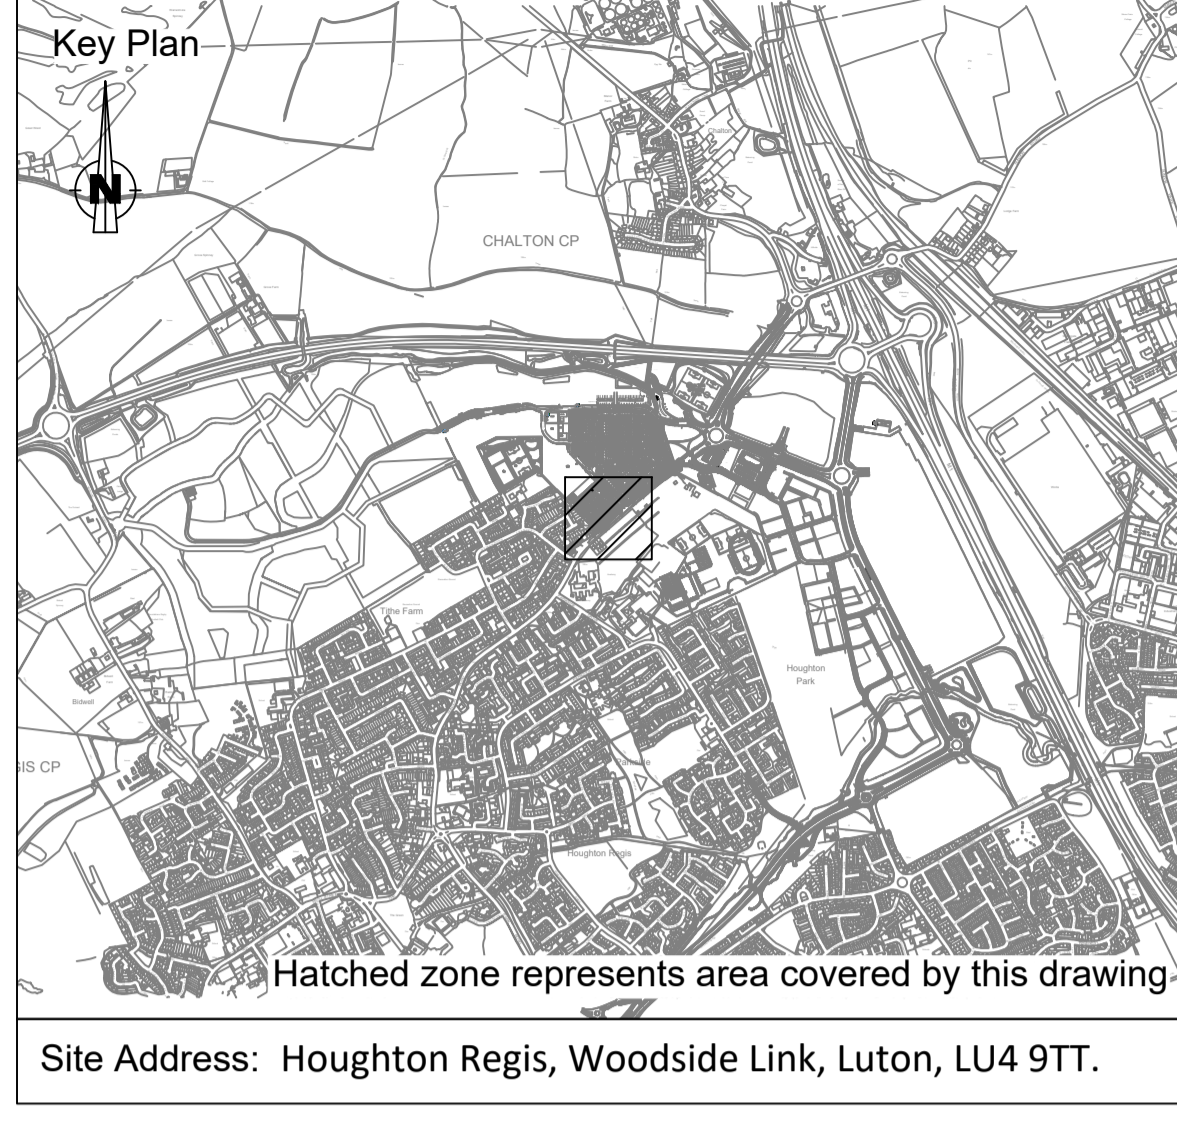 Key Plan
N
Chalton
CHALTON CP
Tithe Farm
Houghton
Park
Bidwell
SIS CP
Parkside
Houghton Regis
Hatched zone represents area covered by this drawing
Site Address: Houghton Regis, Woodside Link, Luton, LU4 9TT.